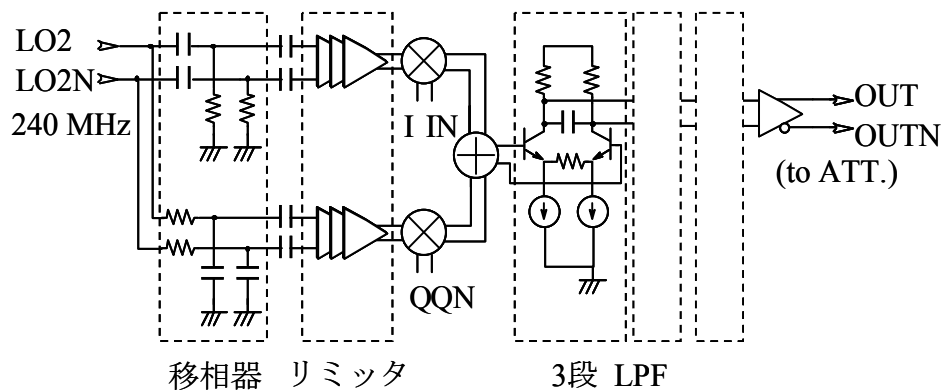 LO2
LO2N
240 MHz
I IN
QQN
OUT
OUTN
(to ATT.)
移相器
リミッタ
3段 LPF